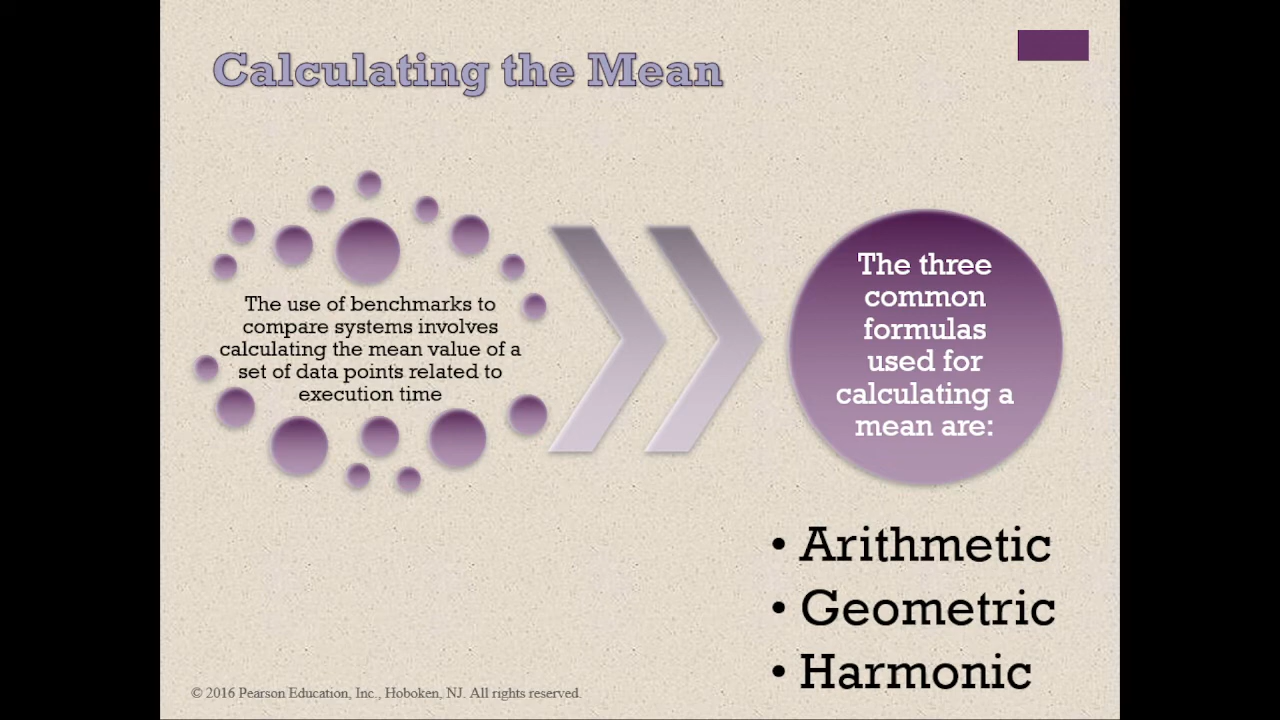 Calculating the Mean
The use of benchmarks to
compare systems involves
calculating the mean value of a
set of data points related to
execution time
The three
common
formulas
used for
calculating a
mean are:
• Arithmetic
• Geometric
• Harmonic
© 2016 Pearson Education, Inc., Hoboken, NJ. All rights reserved.